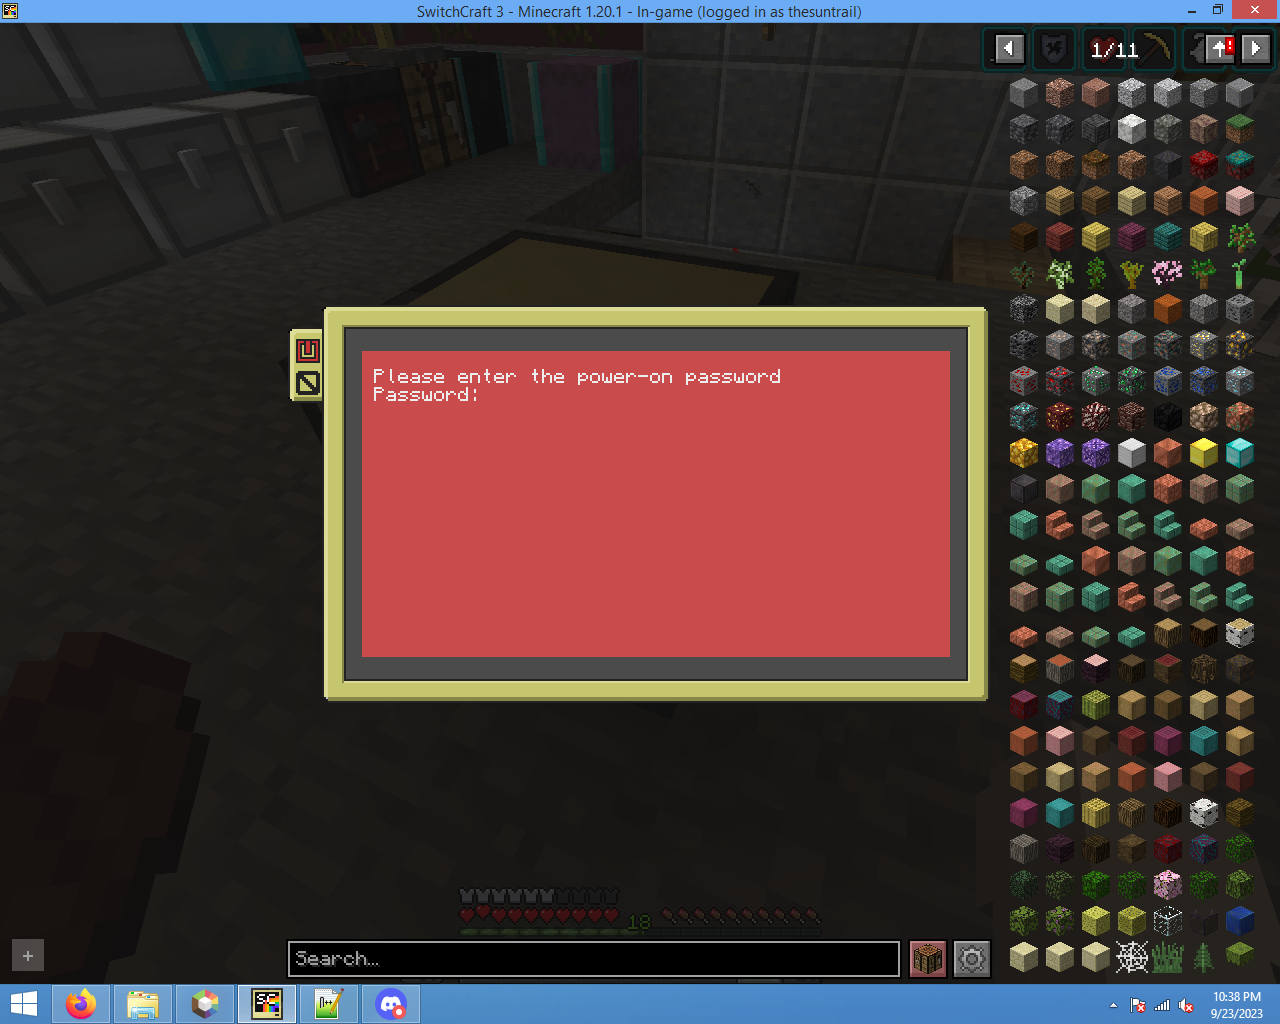 SwitchCraft 3 - Minecraft 1.20.1 - In-game (logged in as thesuntrail)
1/11
Please enter the power-on password
Password:
18
Search...
10:38 PM
9/23/2023